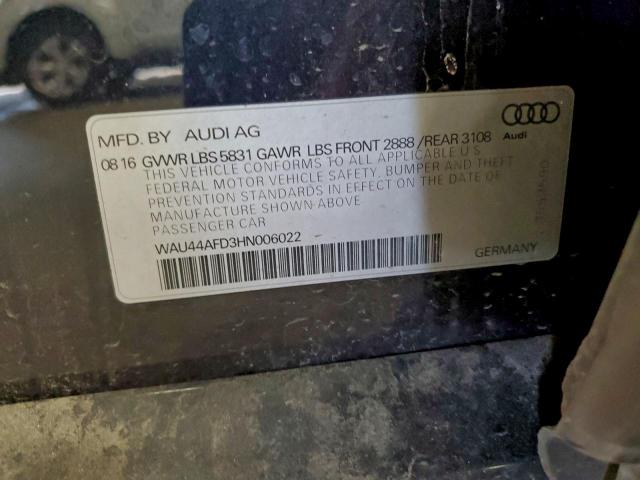 MFD. BY AUDI AG
Audi
08 16 GVWR LBS 5831 GAWR LBS FRONT 2888 / REAR 3108
THIS VEHICLE CONFORMS TO ALL APPLICABLE U S
FEDERAL MOTOR VEHICLE SAFETY, BUMPER AND THEFT
PREVENTION STANDARDS IN EFFECT ON THE DATE OF
MANUFACTURE SHOWN ABOVE
PASSENGER CAR
WAU44AFD3HN006022
GERMANY